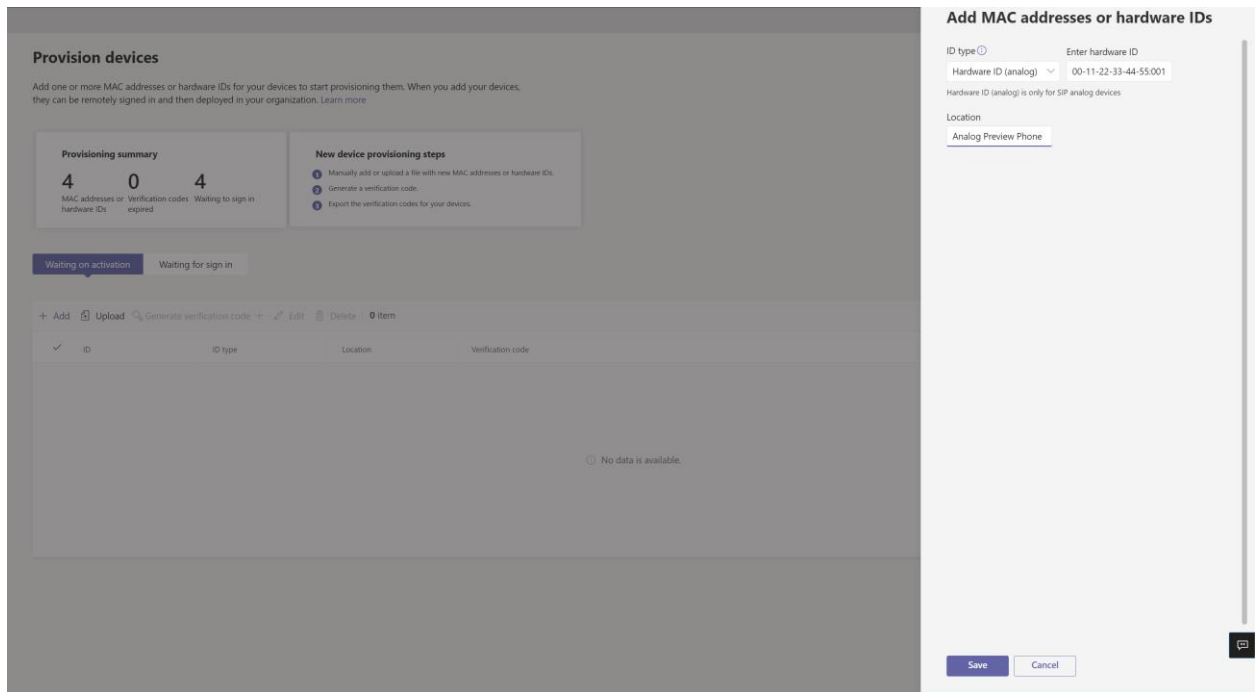 Provision devices
Add one or more MAC addresses or hardware IDs for your devices to start provisioning them. When you add your devices,
they can be remotely signed in and then deployed in your organization. Learn more
Provisioning summary
4
MAC addresses or
hardware IDs
0
Verification codes
expired
4
Waiting to sign in
New device provisioning steps
1 Manually add or upload a file with new MAC addresses or hardware IDs.
2 Generate a verification code.
3 Export the verification codes for your devices.
Waiting on activation
Waiting for sign in
+ Add Upload Generate verification code + Edit Delete 0 item
ID ID type Location Verification code
No data is available.
Add MAC addresses or hardware IDs
ID type Enter hardware ID
Hardware ID (analog) 00-11-22-33-44-55:001
Hardware ID (analog) is only for SIP analog devices
Location
Analog Preview Phone
Save Cancel